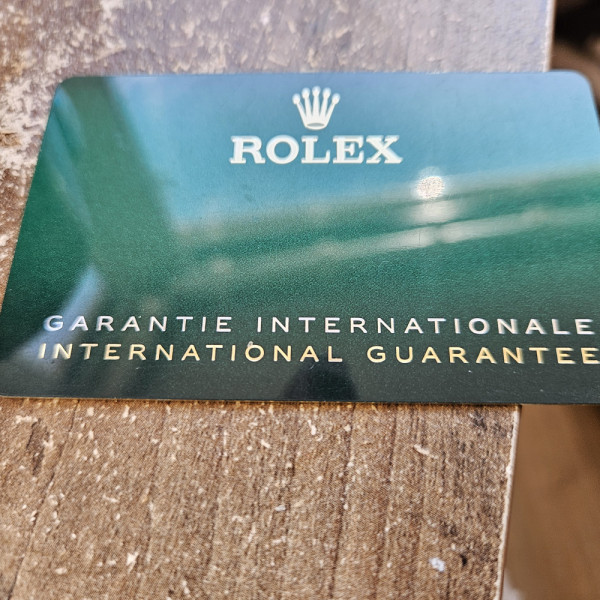 ROLEX
GARANTIE INTERNATIONALE
INTERNATIONAL GUARANTEE